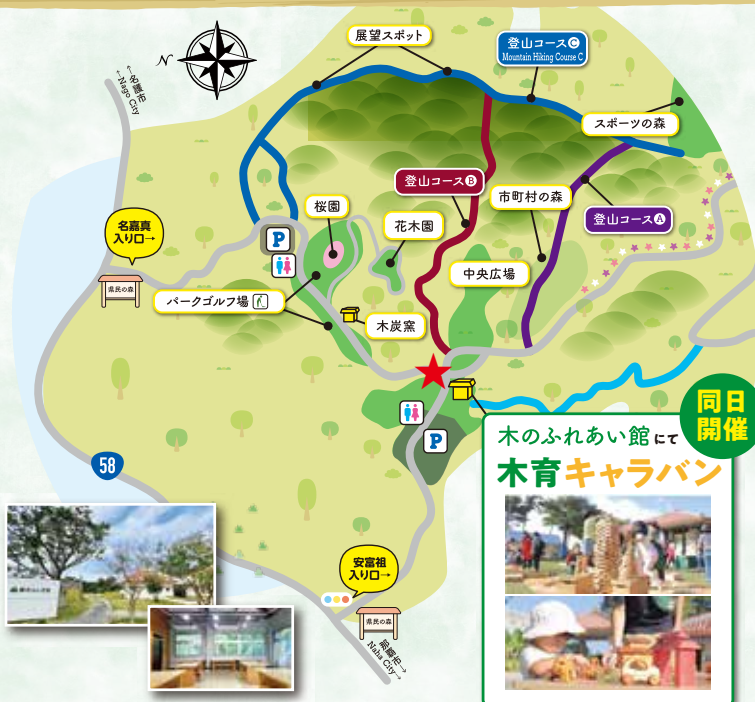 N
展望スポット
登山コースC
Mountain Hiking Course C
←名護市
←Nago City
スポーツの森
登山コースB
市町村の森
桜園
登山コースA
名嘉真
入り口→
花木園
P
中央広場
県民の森
パークゴルフ場
木炭窯
同日
開催
P
木のふれあい館にて
木育キャラバン
58
安富祖
入り口→
県民の森
那覇市→
Naha City→